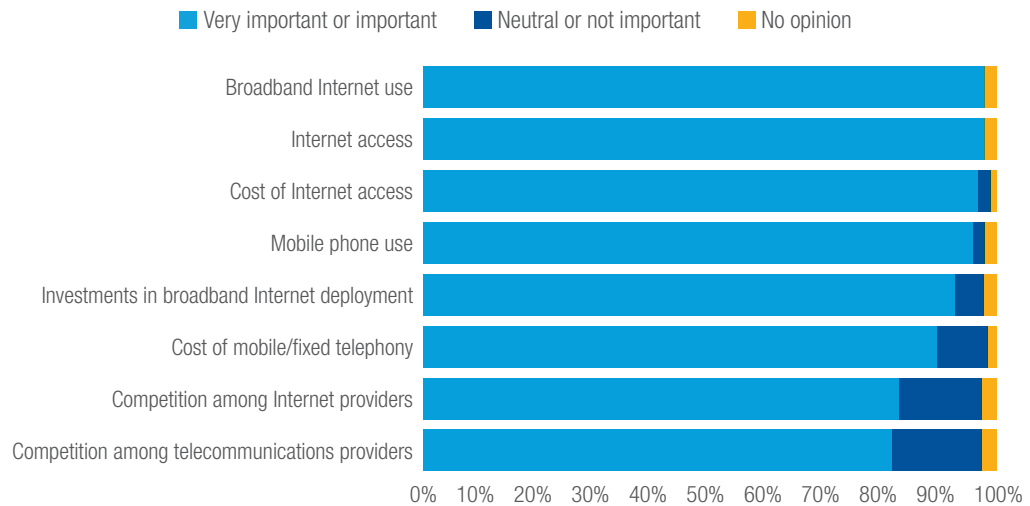 Very important or important Neutral or not important No opinion
Broadband Internet use
Internet access
Cost of Internet access
Mobile phone use
Investments in broadband Internet deployment
Cost of mobile/fixed telephony
Competition among Internet providers
Competition among telecommunications providers
0% 10% 20% 30% 40% 50% 60% 70% 80% 90% 100%